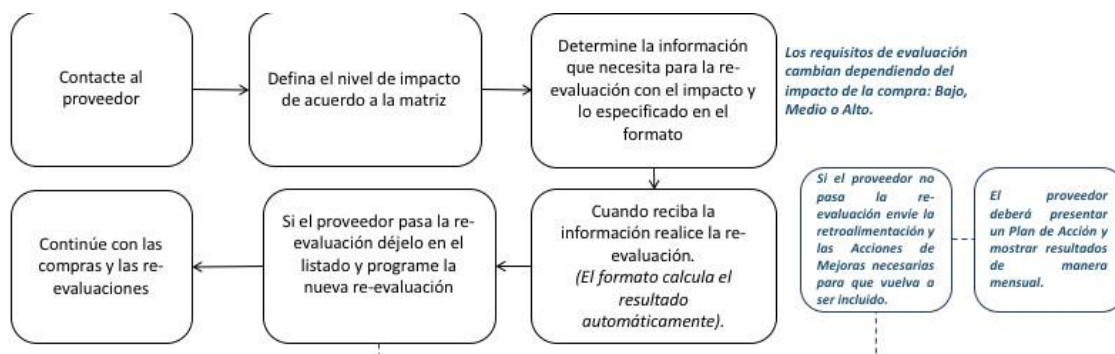 Contacte al
proveedor
Defina el nivel de impacto
de acuerdo a la matriz
Determine la información
que necesita para la re-
evaluación con el impacto y
lo especificado en el
formato
Los requisitos de evaluación
cambian dependiendo del
impacto de la compra: Bajo,
Medio o Alto.
Cuando reciba la
información realice la re-
evaluación.
(El formato calcula el
resultado
automáticamente).
Si el proveedor pasa la re-
evaluación déjelo en el
listado y programe la
nueva re-evaluación
Continúe con las
compras y las re-
evaluaciones
Si el proveedor no
pasa la re-
evaluación envíe la
retroalimentación y
las Acciones de
Mejoras necesarias
para que vuelva a
ser incluido.
El proveedor
deberá presentar
un Plan de Acción y
mostrar resultados
de manera
mensual.